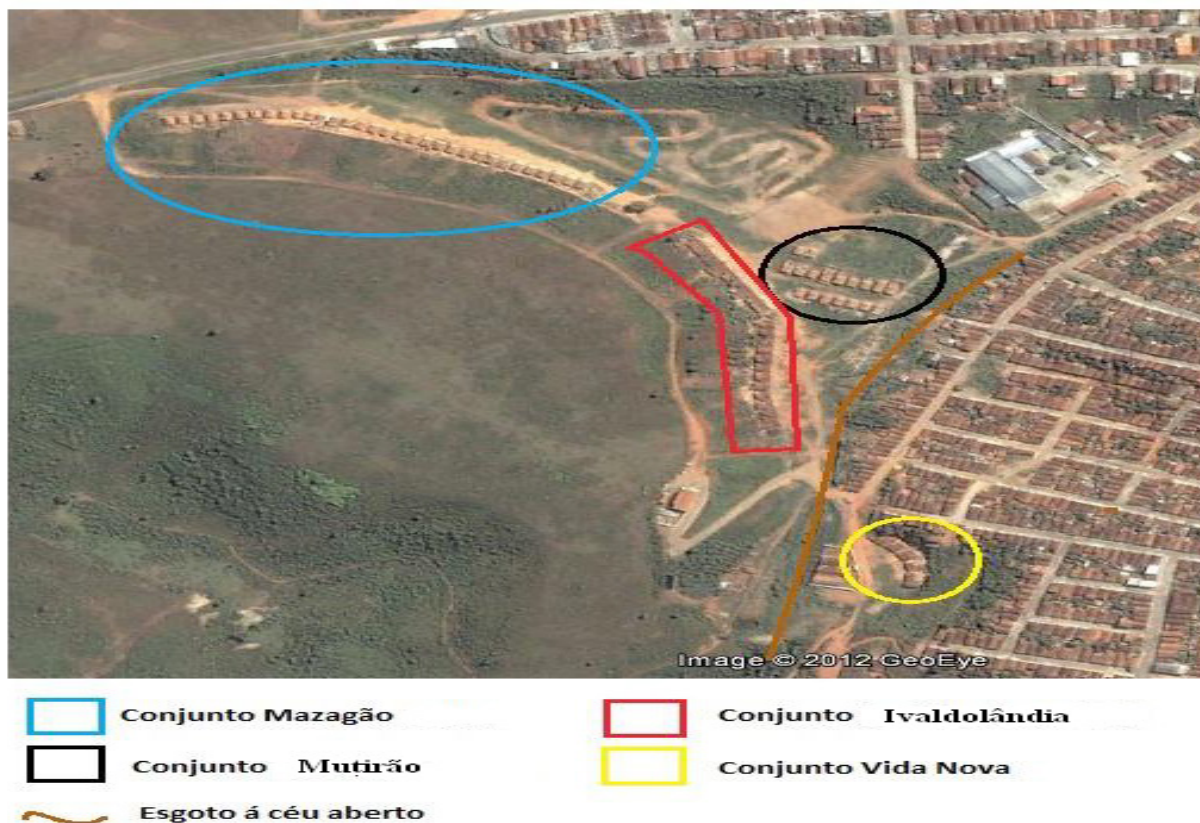 Image © 2012 GeoEye
Conjunto Mazagão
Conjunto Ivaldolândia
Conjunto Mutirão
Conjunto Vida Nova
Esgoto á céu aberto